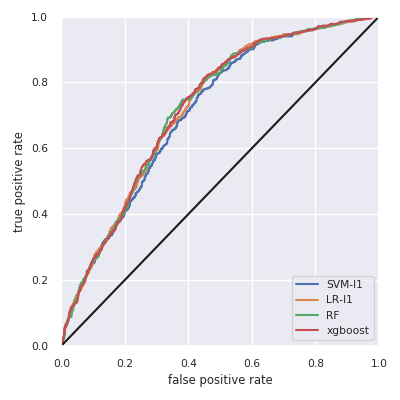 1.0
0.8
0.6
0.4
0.2
0.0
true positive rate
0.0 0.2 0.4 0.6 0.8 1.0
false positive rate
SVM-l1
LR-l1
RF
xgboost